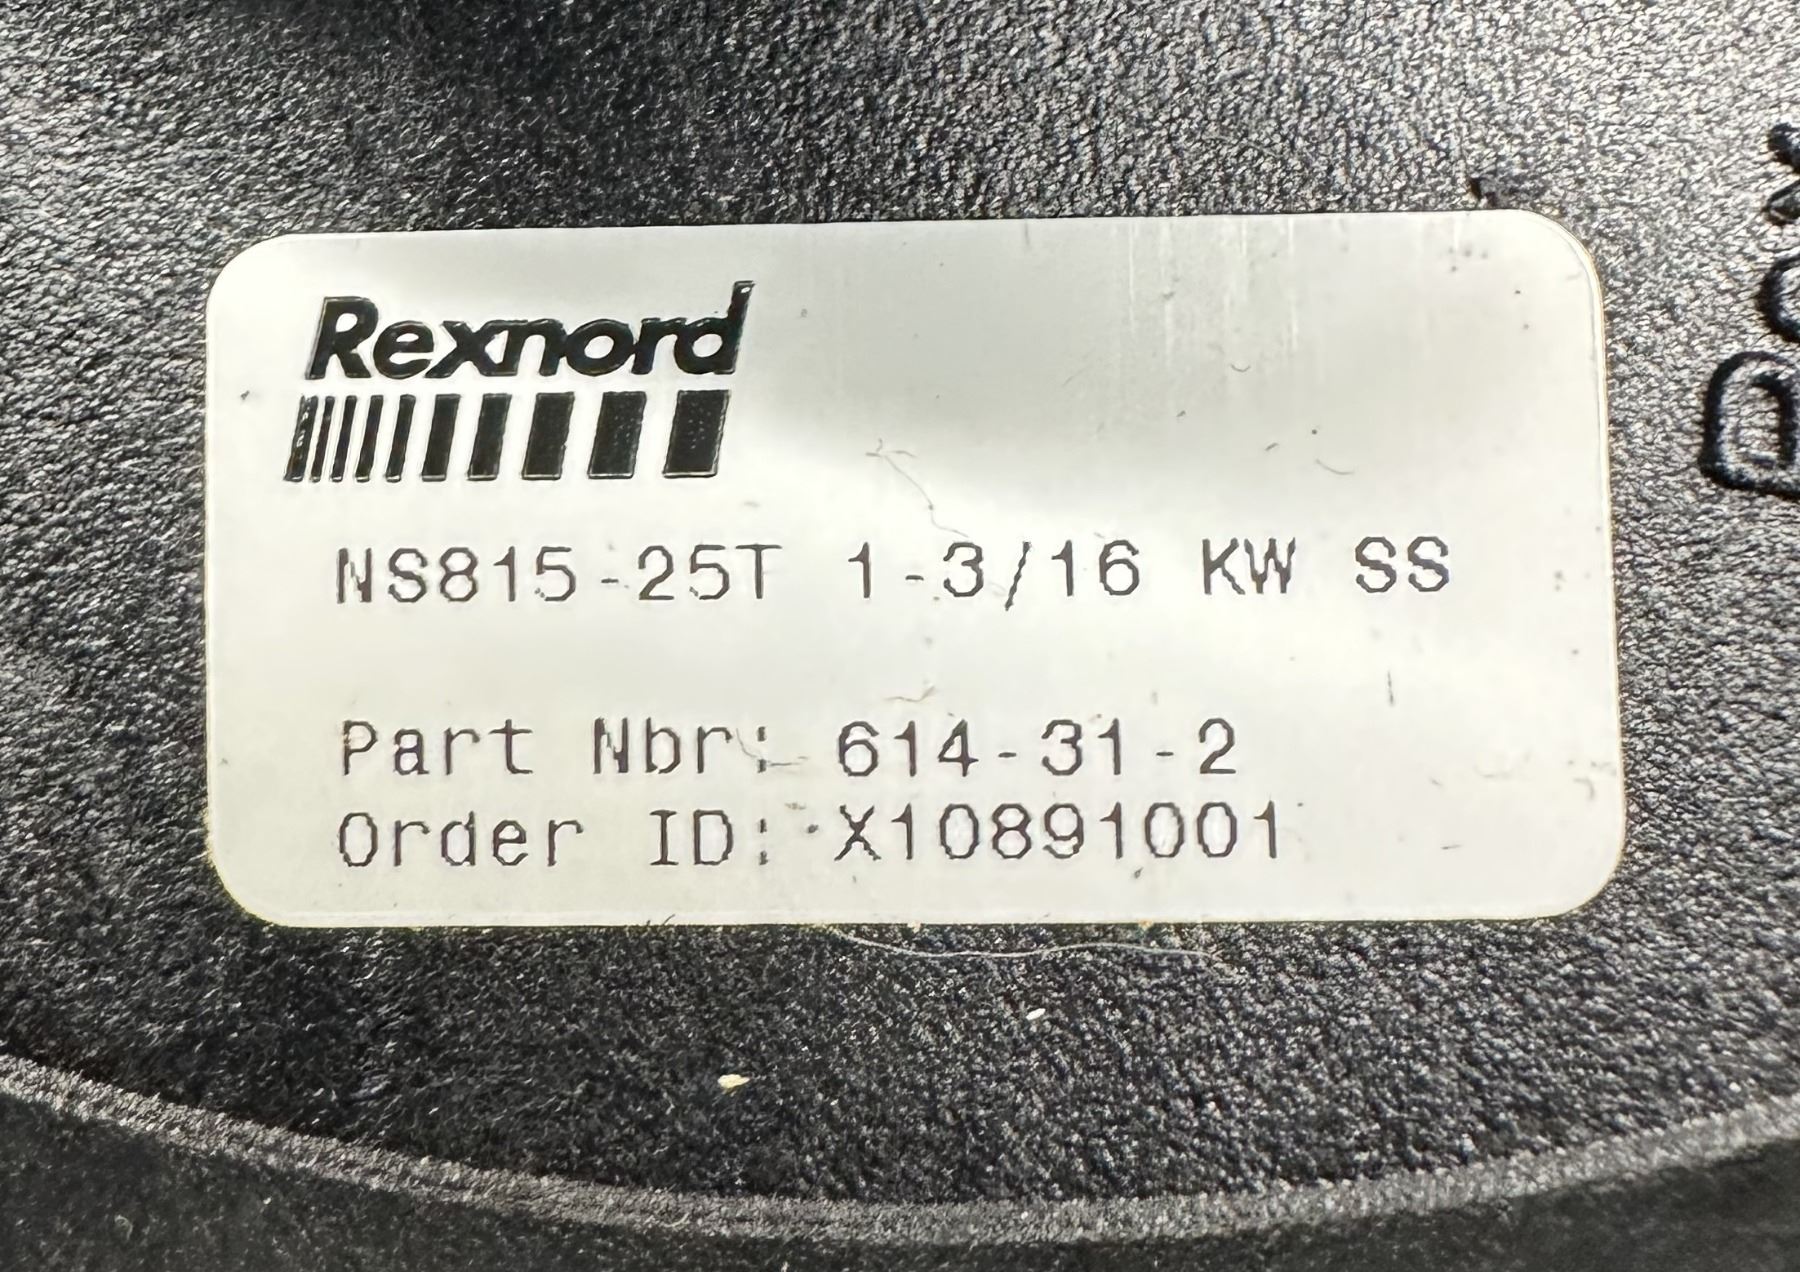 Rexnord
NS815-25T 1-3/16 KW SS
Part Nbr: 614-31-2
Order ID: X10891001